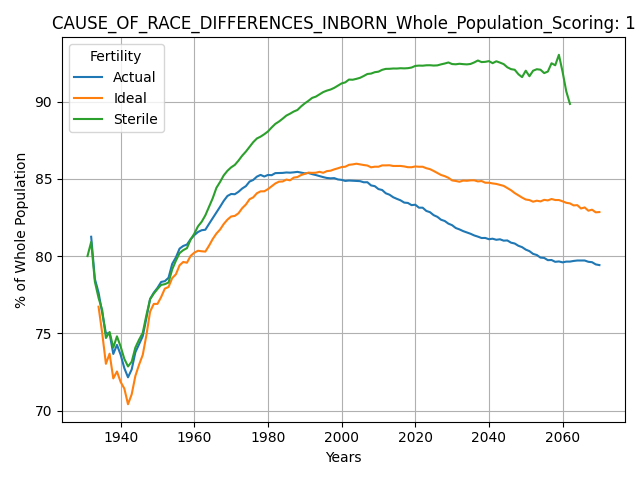 CAUSE_OF_RACE_DIFFERENCES_INBORN_Whole_Population_Scoring: 1
Fertility
Actual
Ideal
Sterile
% of Whole Population
90
85
80
75
70
1940
1960
1980
2000
2020
2040
2060
Years